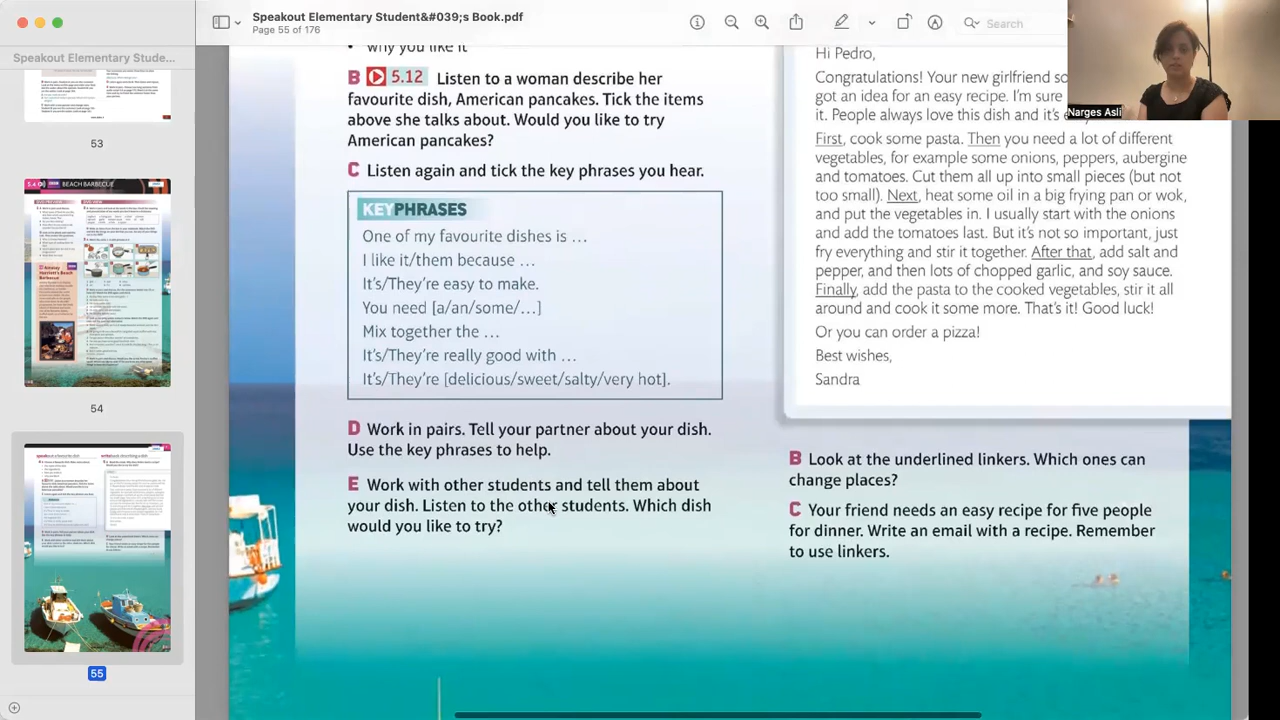 Speakout Elementary Student&#039;s Book.pdf
Page 55 of 176
Search
Speakout Elementary Stude...
53
BEACH BARBECUE
54
55
why you like it
B 5.12 Listen to a woman describe her
favourite dish, American pancakes. Tick the items
above she talks about. Would you like to try
American pancakes?
C Listen again and tick the key phrases you hear.
KEYPHRASES
One of my favourite dishes is ...
I like it/them because ...
It's/They're easy to make.
You need [a/an/some/
Mix together the ...
It's/They're really good with ...
It's/They're [delicious/sweet/salty/very hot].
D Work in pairs. Tell your partner about your dish.
Use the key phrases to help.
E Work with other students and tell them about
your dish. Listen to the other students. Which dish
would you like to try?
Hi Pedro,
Congratulations! Your new girlfriend so
got an idea for an easy recipe. I'm sure
it. People always love this dish and it's
First, cook some pasta. Then you need a lot of different
vegetables, for example some onions, peppers, aubergine
and tomatoes. Cut them all up into small pieces (but not
too small). Next, heat some oil in a big frying pan or wok,
and put the vegetables in. I usually start with the onions
and add the tomatoes last. But it's not so important, just
fry everything and stir it together. After that, add salt and
pepper, and then lots of chopped garlic, and soy sauce.
Finally, add the pasta to the cooked vegetables, stir it all
around and cook it some more. That's it! Good luck!
Or you can order a pizza!
Best wishes,
Sandra
B Look at the underlined linkers. Which ones can
change places?
C Your friend needs an easy recipe for five people
for dinner. Write an email with a recipe. Remember
to use linkers.
Narges Asli